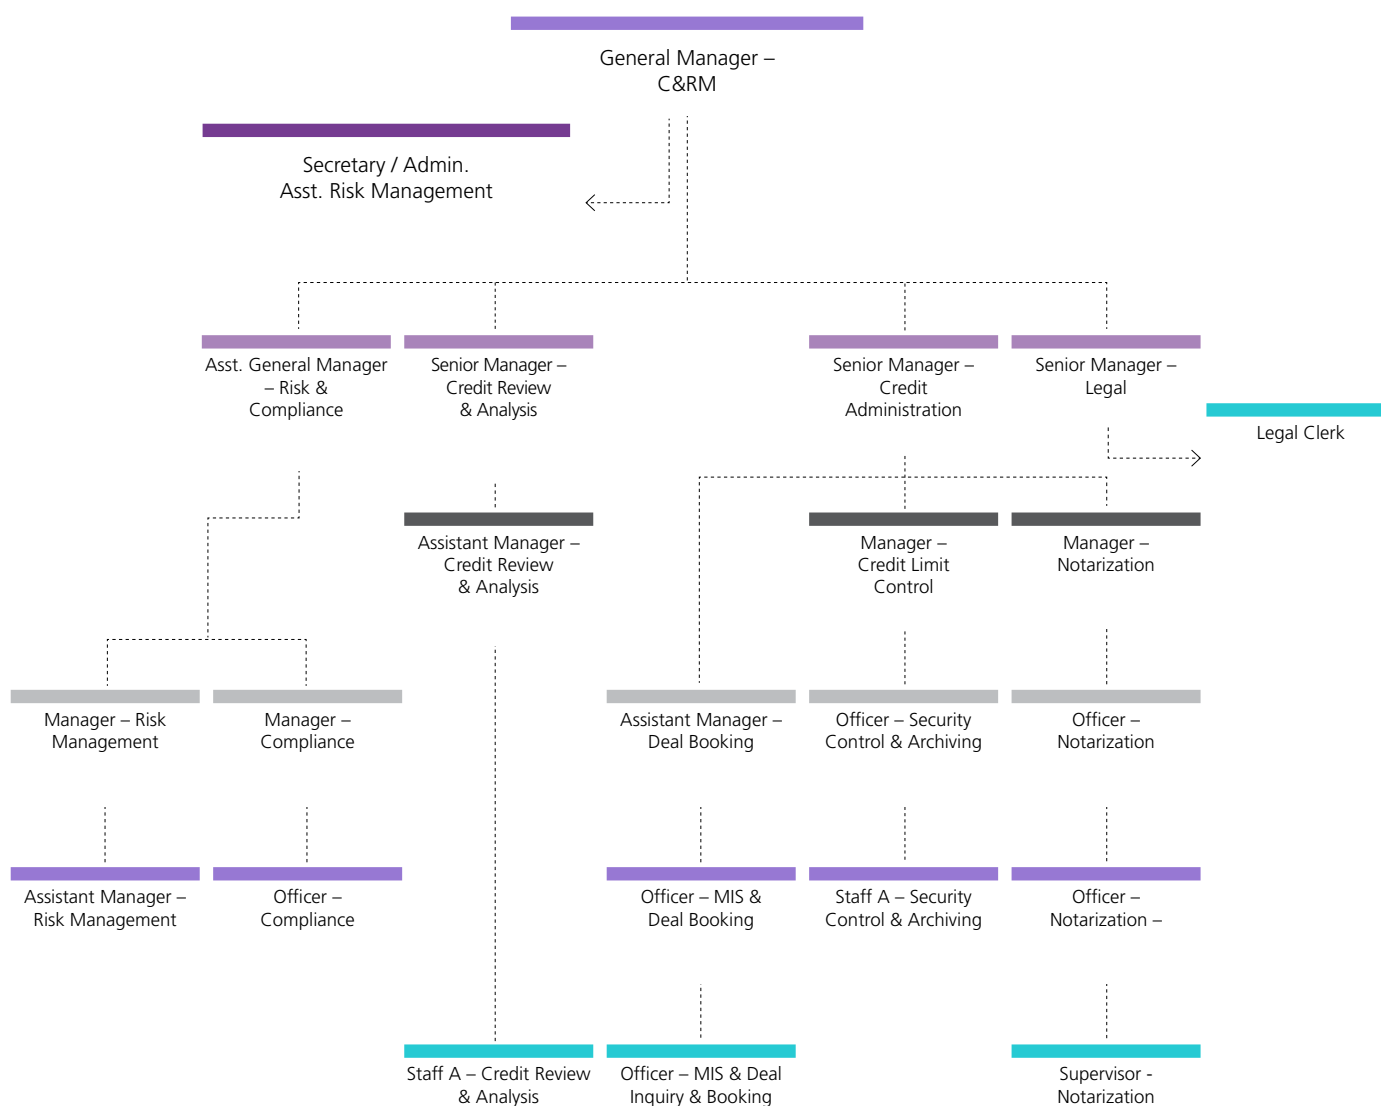 General Manager –
C&RM
Secretary / Admin.
Asst. Risk Management
Asst. General Manager
– Risk &
Compliance
Senior Manager –
Credit Review
& Analysis
Senior Manager –
Credit
Administration
Senior Manager –
Legal
Legal Clerk
Assistant Manager –
Credit Review
& Analysis
Manager –
Credit Limit
Control
Manager –
Notarization
Manager – Risk
Management
Manager –
Compliance
Assistant Manager –
Deal Booking
Officer – Security
Control & Archiving
Officer –
Notarization
Assistant Manager –
Risk Management
Officer –
Compliance
Officer – MIS &
Deal Booking
Staff A – Security
Control & Archiving
Officer –
Notarization –
Staff A – Credit Review
& Analysis
Officer – MIS & Deal
Inquiry & Booking
Supervisor -
Notarization